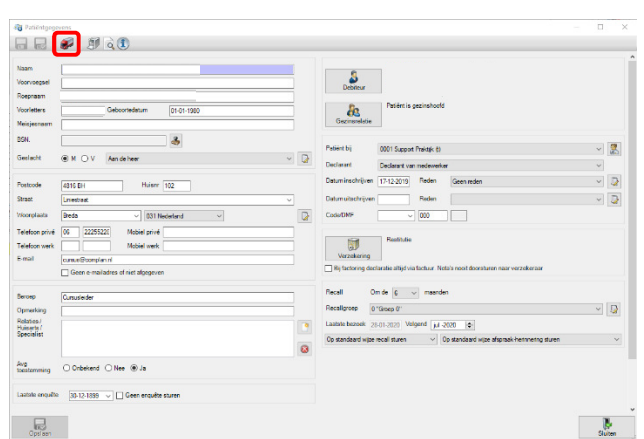 Patiëntgegevens
Naam
Voorvoegsel
Roepnaam
Voorletters Geboortedatum 01-01-1980
Meisjesnaam
BSN.
Geslacht M V Aan de heer
Postcode 4816 BH Huisnr 102
Straat Liniestraat
Woonplaats Breda 031 Nederland
Telefoon privé 06 22255220 Mobiel privé
Telefoon werk Mobiel werk
E-mail cursus@complan.nl
Geen e-mailadres of niet afgegeven
Beroep Cursusleider
Opmerking
Relaties /
Huisarts /
Specialist
Avg
toestemming Onbekend Nee Ja
Laatste enquête 30-12-1899 Geen enquête sturen
Opslaan
Debiteur
Gezinsrelatie
Patiënt is gezinshoofd
Patiënt bij 0001 Support Praktijk
Declarant Declarant van medewerker
Datum inschrijven 17-12-2019 Reden Geen reden
Datum uitschrijven Reden
Code/DMF 000
Verzekering
Restitutie
Bij factoring declaratie altijd via factuur. Nota's nooit doorsturen naar verzekeraar
Recall Om de 6 maanden
Recallgroep 0 "Groep 0"
Laatste bezoek 20-01-2020 Volgend jul -2020
Op standaard wijze recall sturen Op standaard wijze afspraak-herinnering sturen
Sluiten